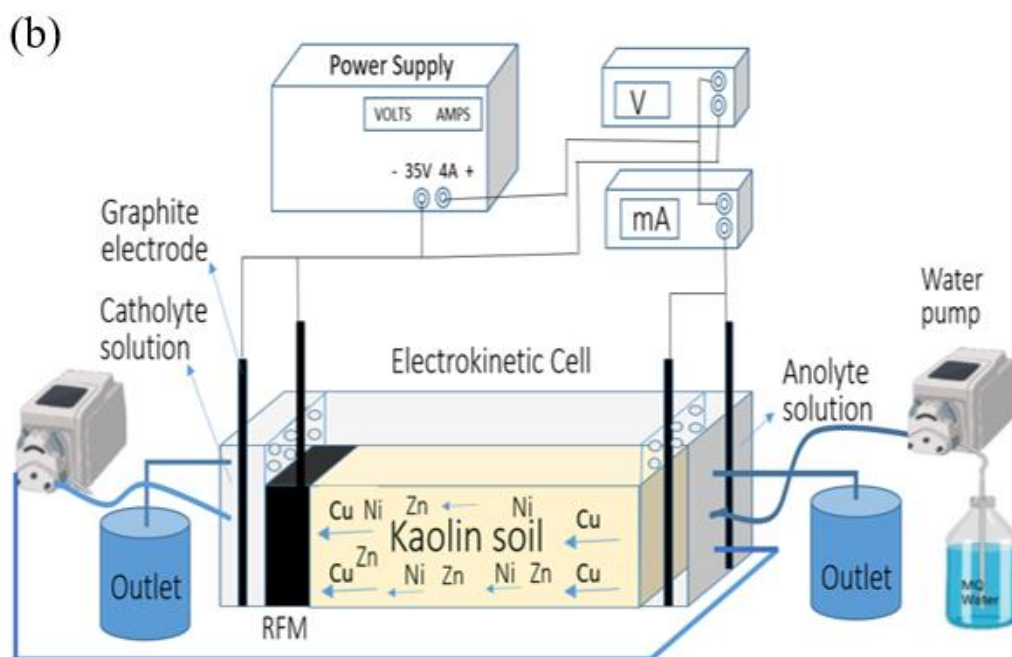 (b)
Power Supply
VOLTS AMPS
- 35V 4A +
V
mA
Graphite
electrode
Catholyte
solution
Electrokinetic Cell
Anolyte
solution
Water
pump
Cu Ni Zn Ni Cu
Kaolin soil
Zn
Cu Ni Zn Ni Zn Cu
Outlet
RFM
Outlet
MQ
Water